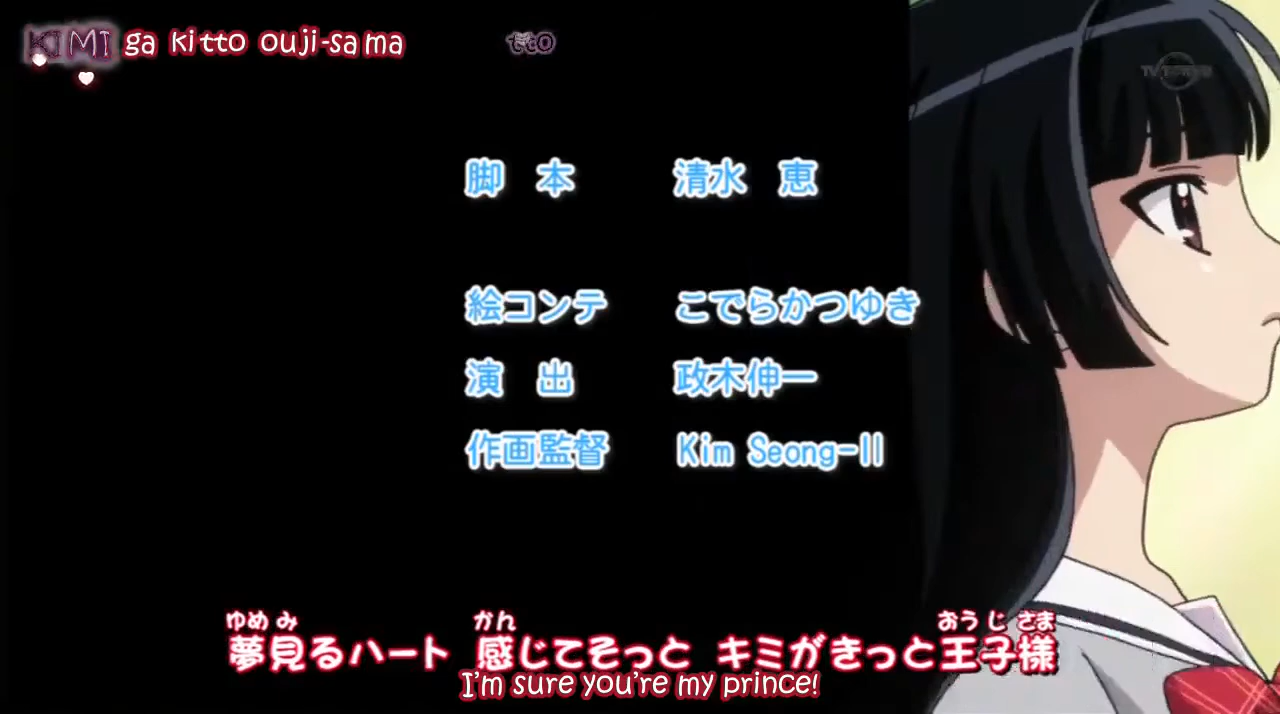 KIMI ga kitto ouji-sama tto
TV TOKYO
脚　本　清水　恵
絵コンテ　こでらかつゆき
演　出　政木伸一
作画監督　Kim Seong-Il
ゆめみ　かん　おうじさま
夢見るハート 感じてそっと キミがきっと王子様
I'm sure you're my prince!